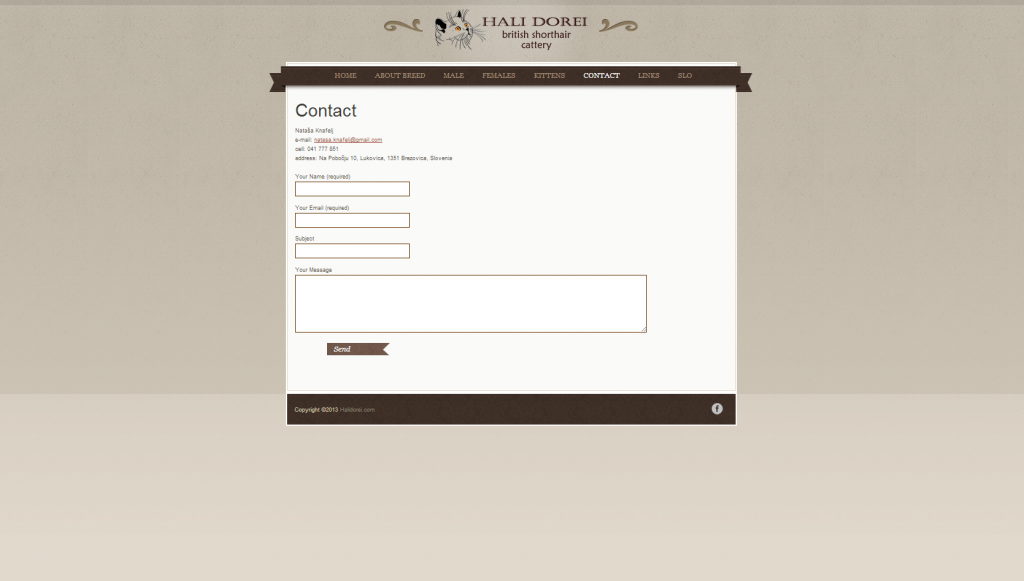 HALI DOREI
british shorthair
cattery
HOME ABOUT BREED MALE FEMALES KITTENS CONTACT LINKS SLO
Contact
Nataša Knafelj
e-mail: natasa.knafelj@gmail.com
cell: 041 777 851
address: Na Pobočju 10, Lukovica, 1351 Brezovica, Slovenia
Your Name (required)
Your Email (required)
Subject
Your Message
Send
Copyright ©2013 Halidorei.com